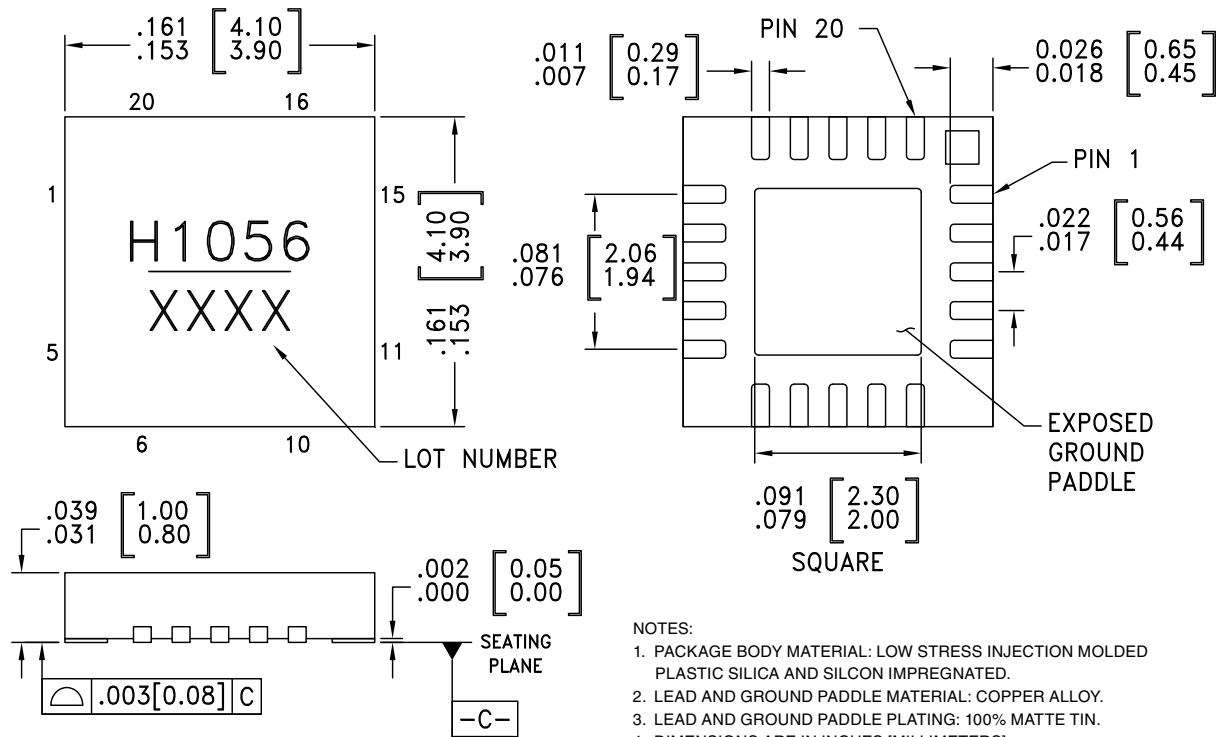 .161 [4.10]
.153 [3.90]
20 16
1 15
5 11
6 10
H1056
XXXX
.161 [4.10]
.153 [3.90]
LOT NUMBER
.011 [0.29]
.007 [0.17]
PIN 20
0.026 [0.65]
0.018 [0.45]
PIN 1
.022 [0.56]
.017 [0.44]
.081 [2.06]
.076 [1.94]
EXPOSED
GROUND
PADDLE
.091 [2.30]
.079 [2.00]
SQUARE
.039 [1.00]
.031 [0.80]
.002 [0.05]
.000 [0.00]
SEATING
PLANE
.003[0.08] C
-C-
NOTES:
1. PACKAGE BODY MATERIAL: LOW STRESS INJECTION MOLDED
PLASTIC SILICA AND SILCON IMPREGNATED.
2. LEAD AND GROUND PADDLE MATERIAL: COPPER ALLOY.
3. LEAD AND GROUND PADDLE PLATING: 100% MATTE TIN.